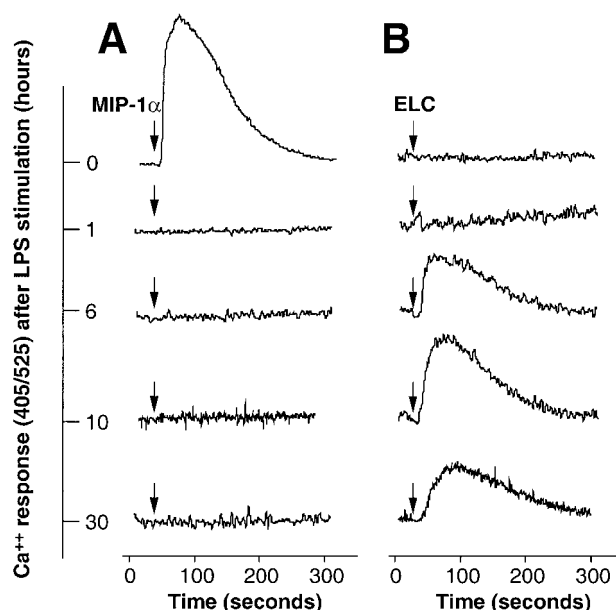 A
B
MIP-1α
ELC
Ca++ response (405/525) after LPS stimulation (hours)
0
1
6
10
30
0 100 200 300
0 100 200 300
Time (seconds)
Time (seconds)